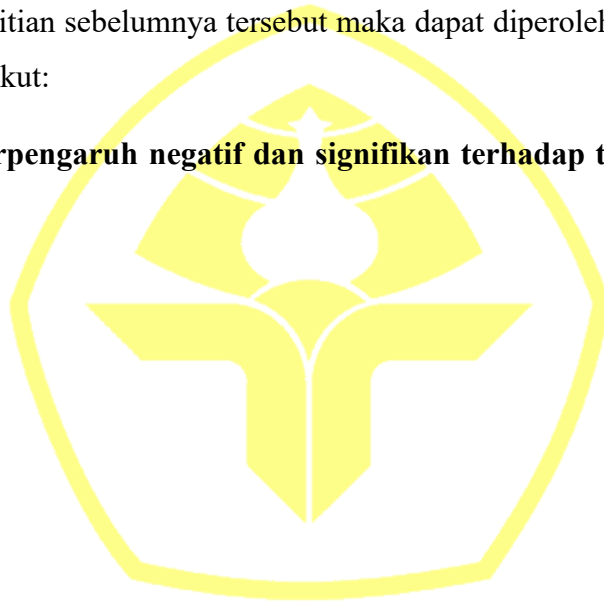 itian sebelumnya tersebut maka dapat diperoleh
kut:
rpengaruh negatif dan signifikan terhadap t